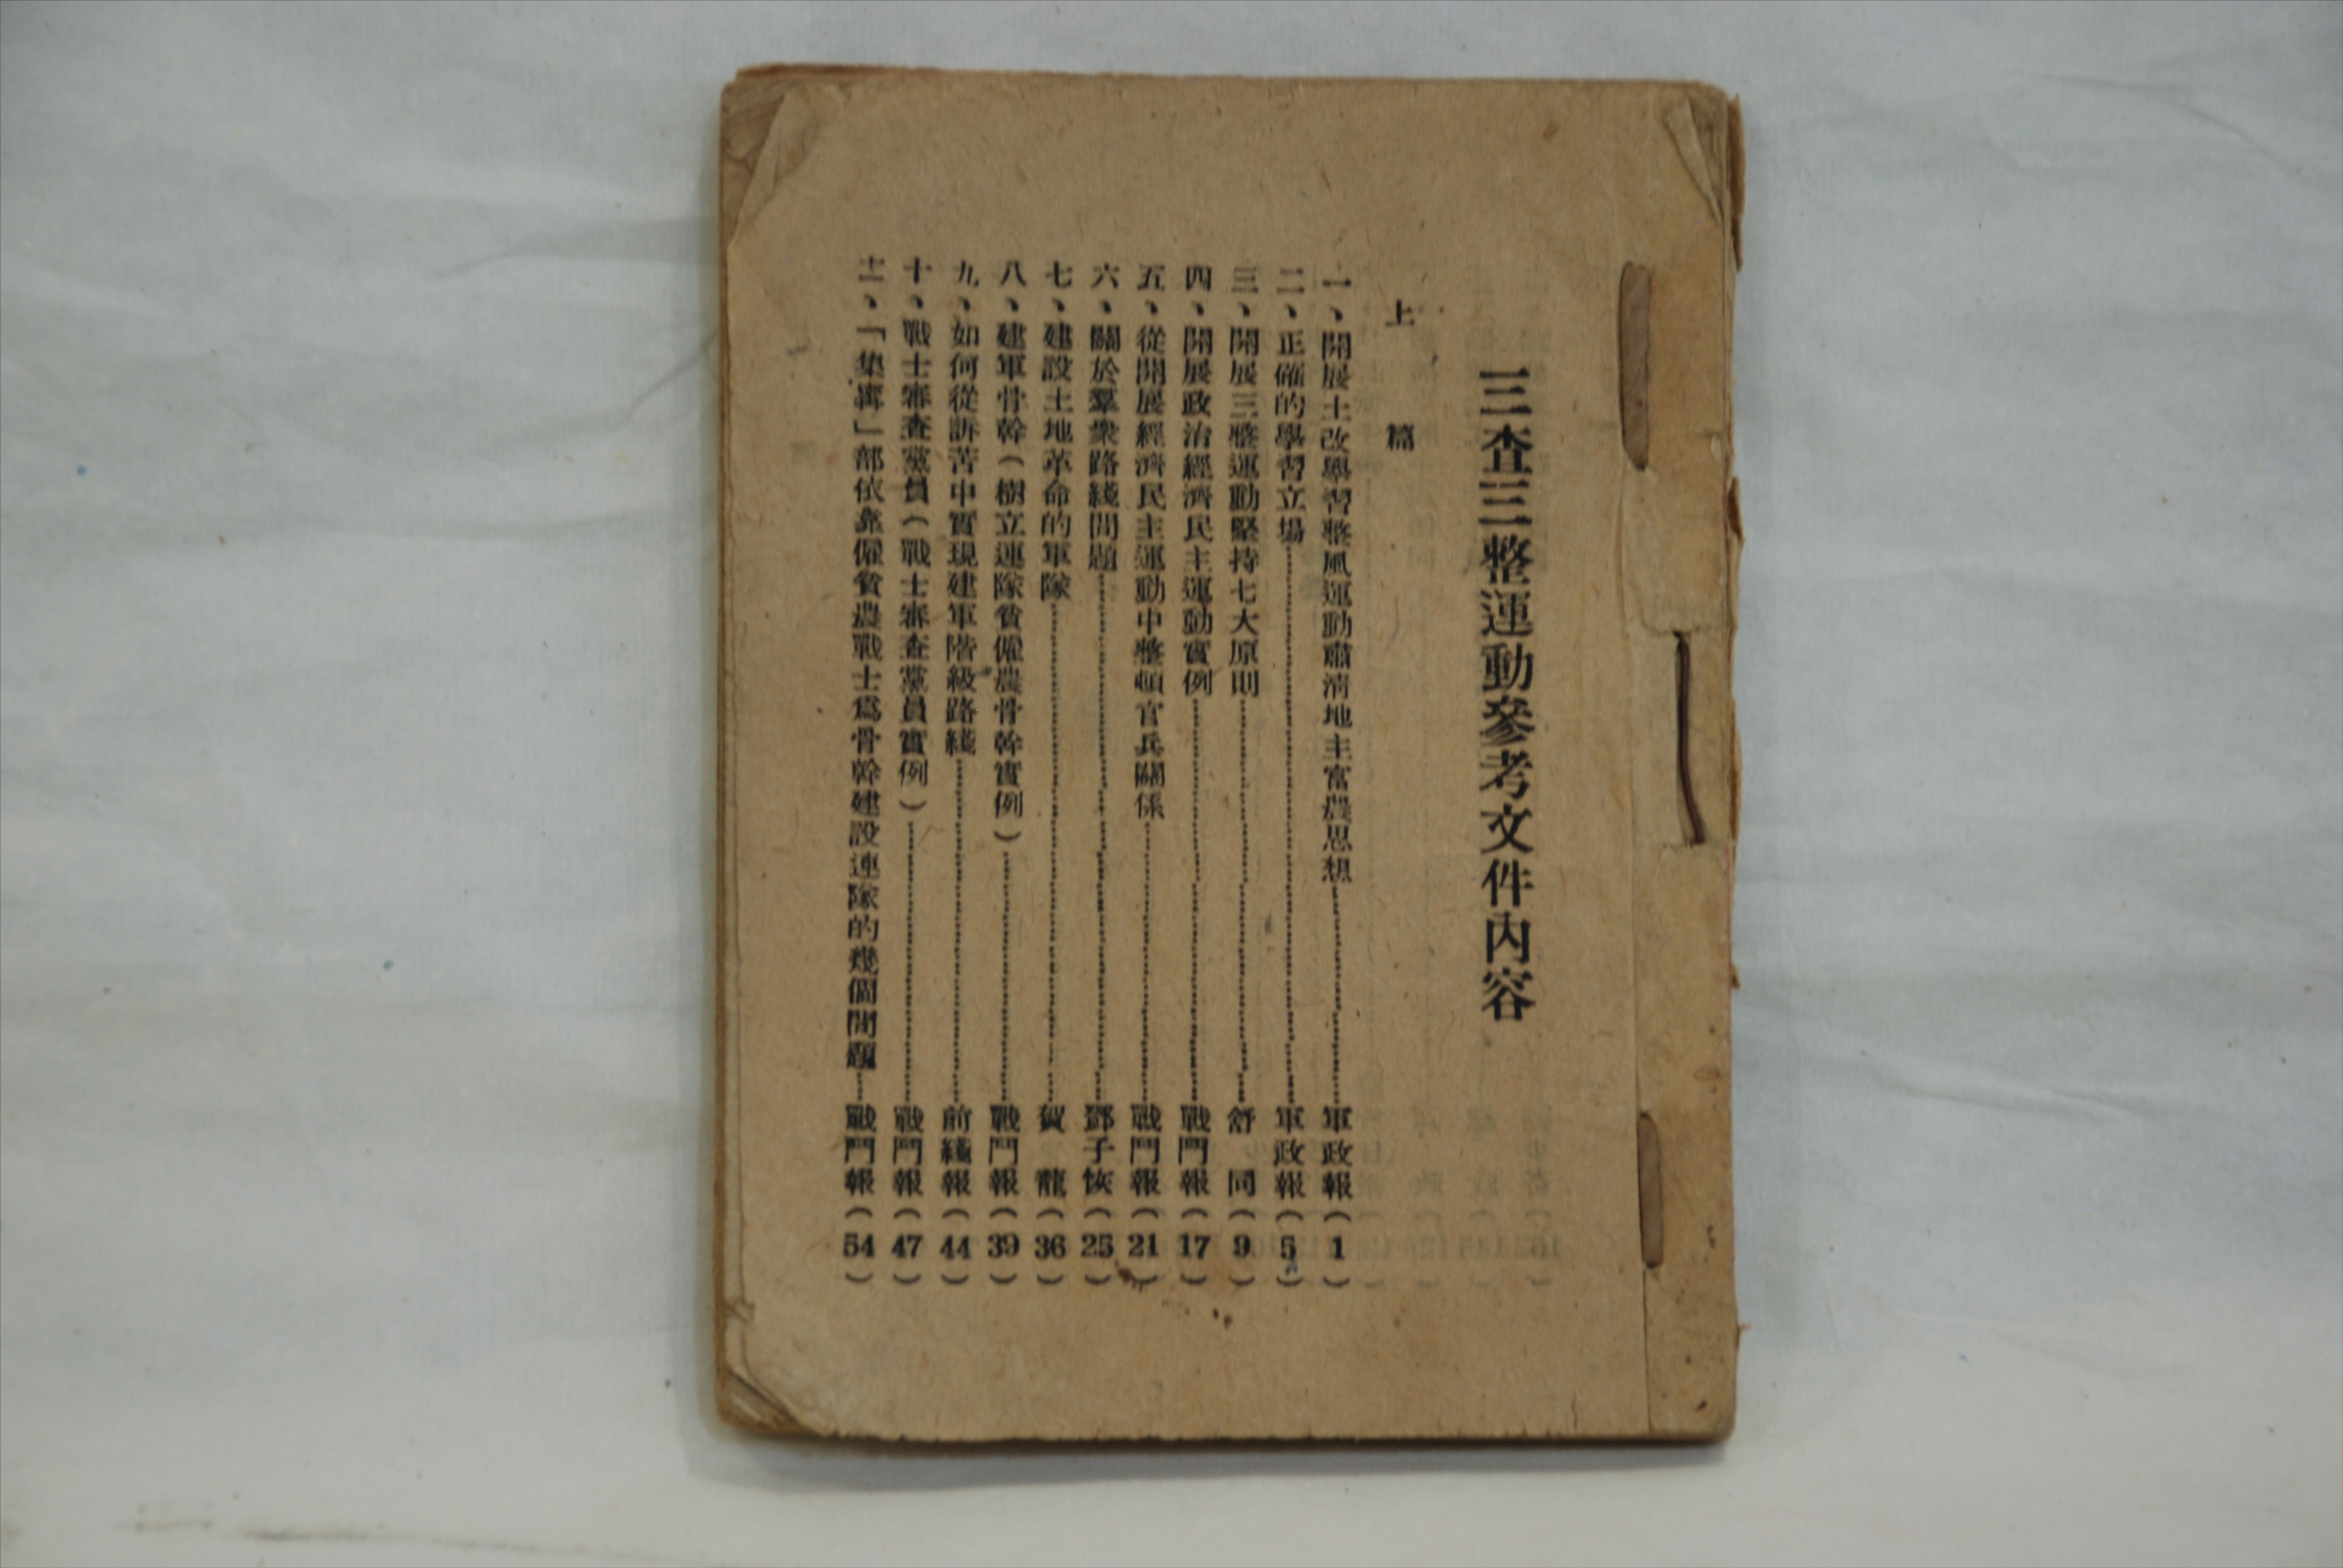 三查三整運動參考文件內容
上篇
一、開展土改學習整風運動肅清地主富農思想……軍政報（1）
二、正確的學習立場……軍政報（5）
三、開展三整運動堅持七大原則……舒同（9）
四、開展政治經濟民主運動實例……戰鬥報（17）
五、從開展經濟民主運動中整頓官兵關係……戰鬥報（21）
六、關於羣衆路綫問題……鄧子恢（25）
七、建設土地革命的軍隊……賀龍（36）
八、建軍骨幹（樹立連隊貧僱農骨幹實例）……戰鬥報（39）
九、如何從訴苦中實現建軍階級路綫……前綫報（44）
十、戰士審查黨員（戰士審查黨員實例）……戰鬥報（47）
十一、「集寗」部依靠僱貧農戰士爲骨幹建設連隊的幾個問題……戰鬥報（54）